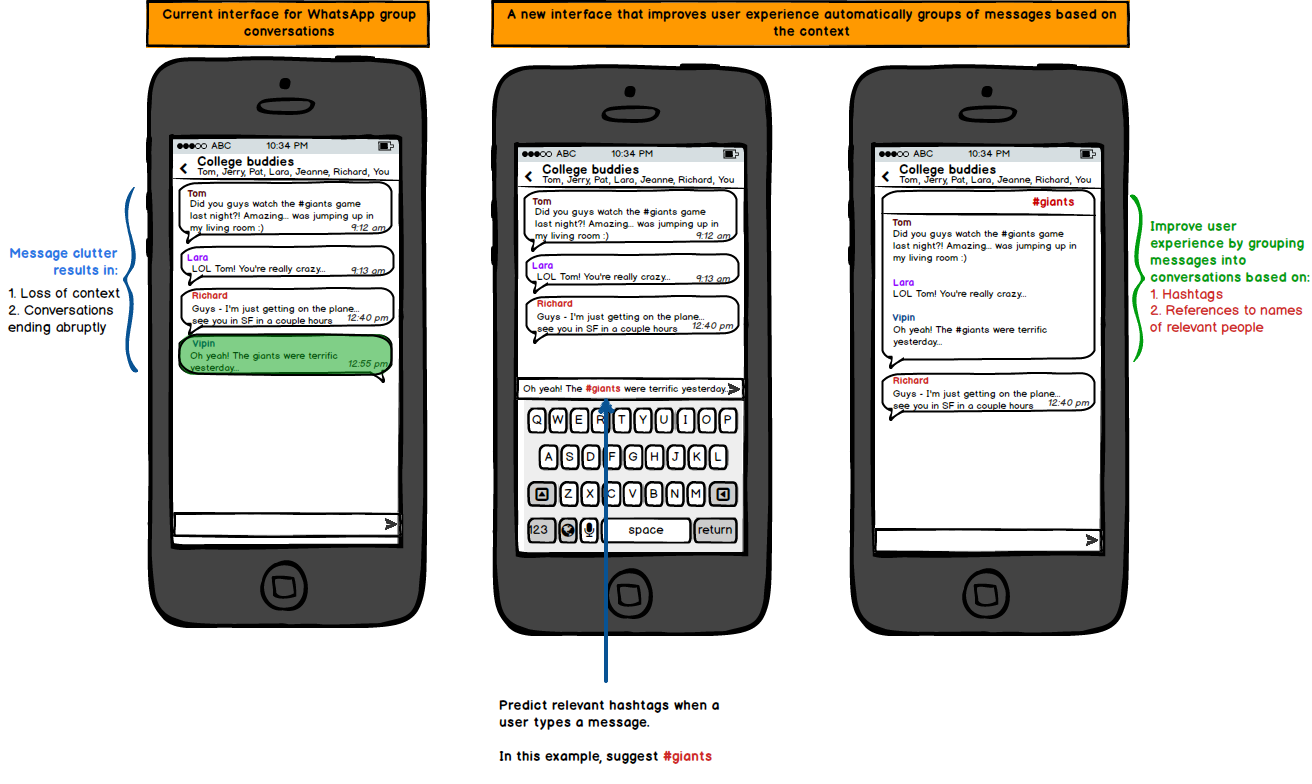 Current interface for WhatsApp group
conversations
A new interface that improves user experience automatically groups of messages based on
the context
Message clutter
results in:
1. Loss of context
2. Conversations
ending abruptly
ABC 10:34 PM
College buddies
Tom, Jerry, Pat, Lara, Jeanne, Richard, You
Tom
Did you guys watch the #giants game
last night?! Amazing... was jumping up in
my living room :)
9:12 am
Lara
LOL Tom! You're really crazy...
9:13 am
Richard
Guys - I'm just getting on the plane...
see you in SF in a couple hours
12:40 pm
Vipin
Oh yeah! The giants were terrific
yesterday...
12:55 pm
ABC 10:34 PM
College buddies
Tom, Jerry, Pat, Lara, Jeanne, Richard, You
Tom
Did you guys watch the #giants game
last night?! Amazing... was jumping up in
my living room :)
9:12 am
Lara
LOL Tom! You're really crazy...
9:13 am
Richard
Guys - I'm just getting on the plane...
see you in SF in a couple hours
12:40 pm
Oh yeah! The #giants were terrific yesterday...
Q W E R T Y U I O P
A S D F G H J K L
Z X C V B N M
123 space return
Predict relevant hashtags when a
user types a message.
In this example, suggest #giants
ABC 10:34 PM
College buddies
Tom, Jerry, Pat, Lara, Jeanne, Richard, You
#giants
Tom
Did you guys watch the #giants game
last night?! Amazing... was jumping up in
my living room :)
Lara
LOL Tom! You're really crazy...
Vipin
Oh yeah! The #giants were terrific
yesterday...
Richard
Guys - I'm just getting on the plane...
see you in SF in a couple hours
12:40 pm
Improve user
experience by grouping
messages into
conversations based on:
1. Hashtags
2. References to names
of relevant people